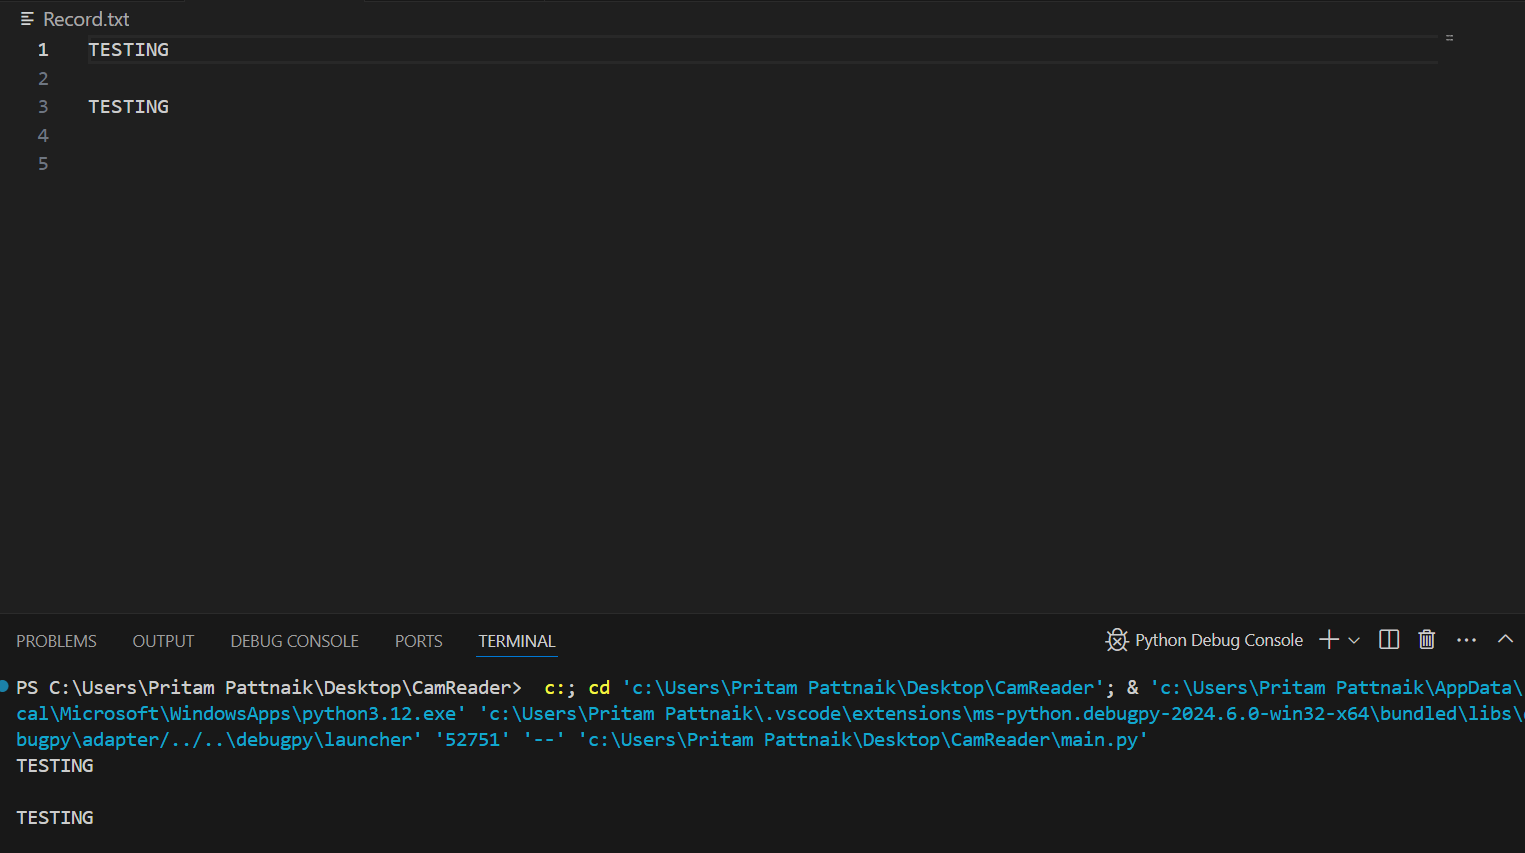 Record.txt
1 TESTING
2
3 TESTING
4
5
PROBLEMS OUTPUT DEBUG CONSOLE PORTS TERMINAL Python Debug Console
PS C:\Users\Pritam Pattnaik\Desktop\CamReader> c:; cd 'c:\Users\Pritam Pattnaik\Desktop\CamReader'; & 'c:\Users\Pritam Pattnaik\AppData\
cal\Microsoft\WindowsApps\python3.12.exe' 'c:\Users\Pritam Pattnaik\.vscode\extensions\ms-python.debugpy-2024.6.0-win32-x64\bundled\libs\
bugpy\adapter/../..\debugpy\launcher' '52751' '--' 'c:\Users\Pritam Pattnaik\Desktop\CamReader\main.py'
TESTING
TESTING